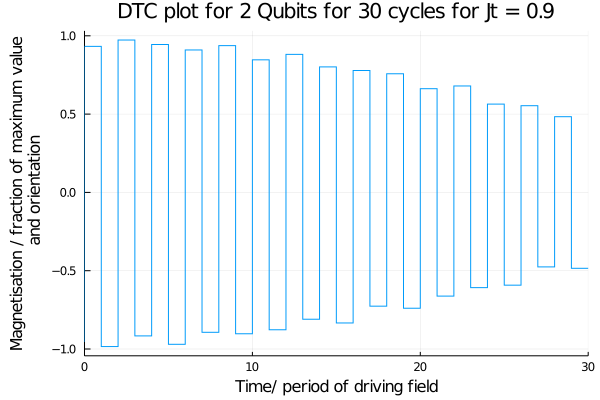 DTC plot for 2 Qubits for 30 cycles for Jt = 0.9
Magnetisation / fraction of maximum value
and orientation
1.0
0.5
0.0
−0.5
−1.0
0
10
20
30
Time/ period of driving field